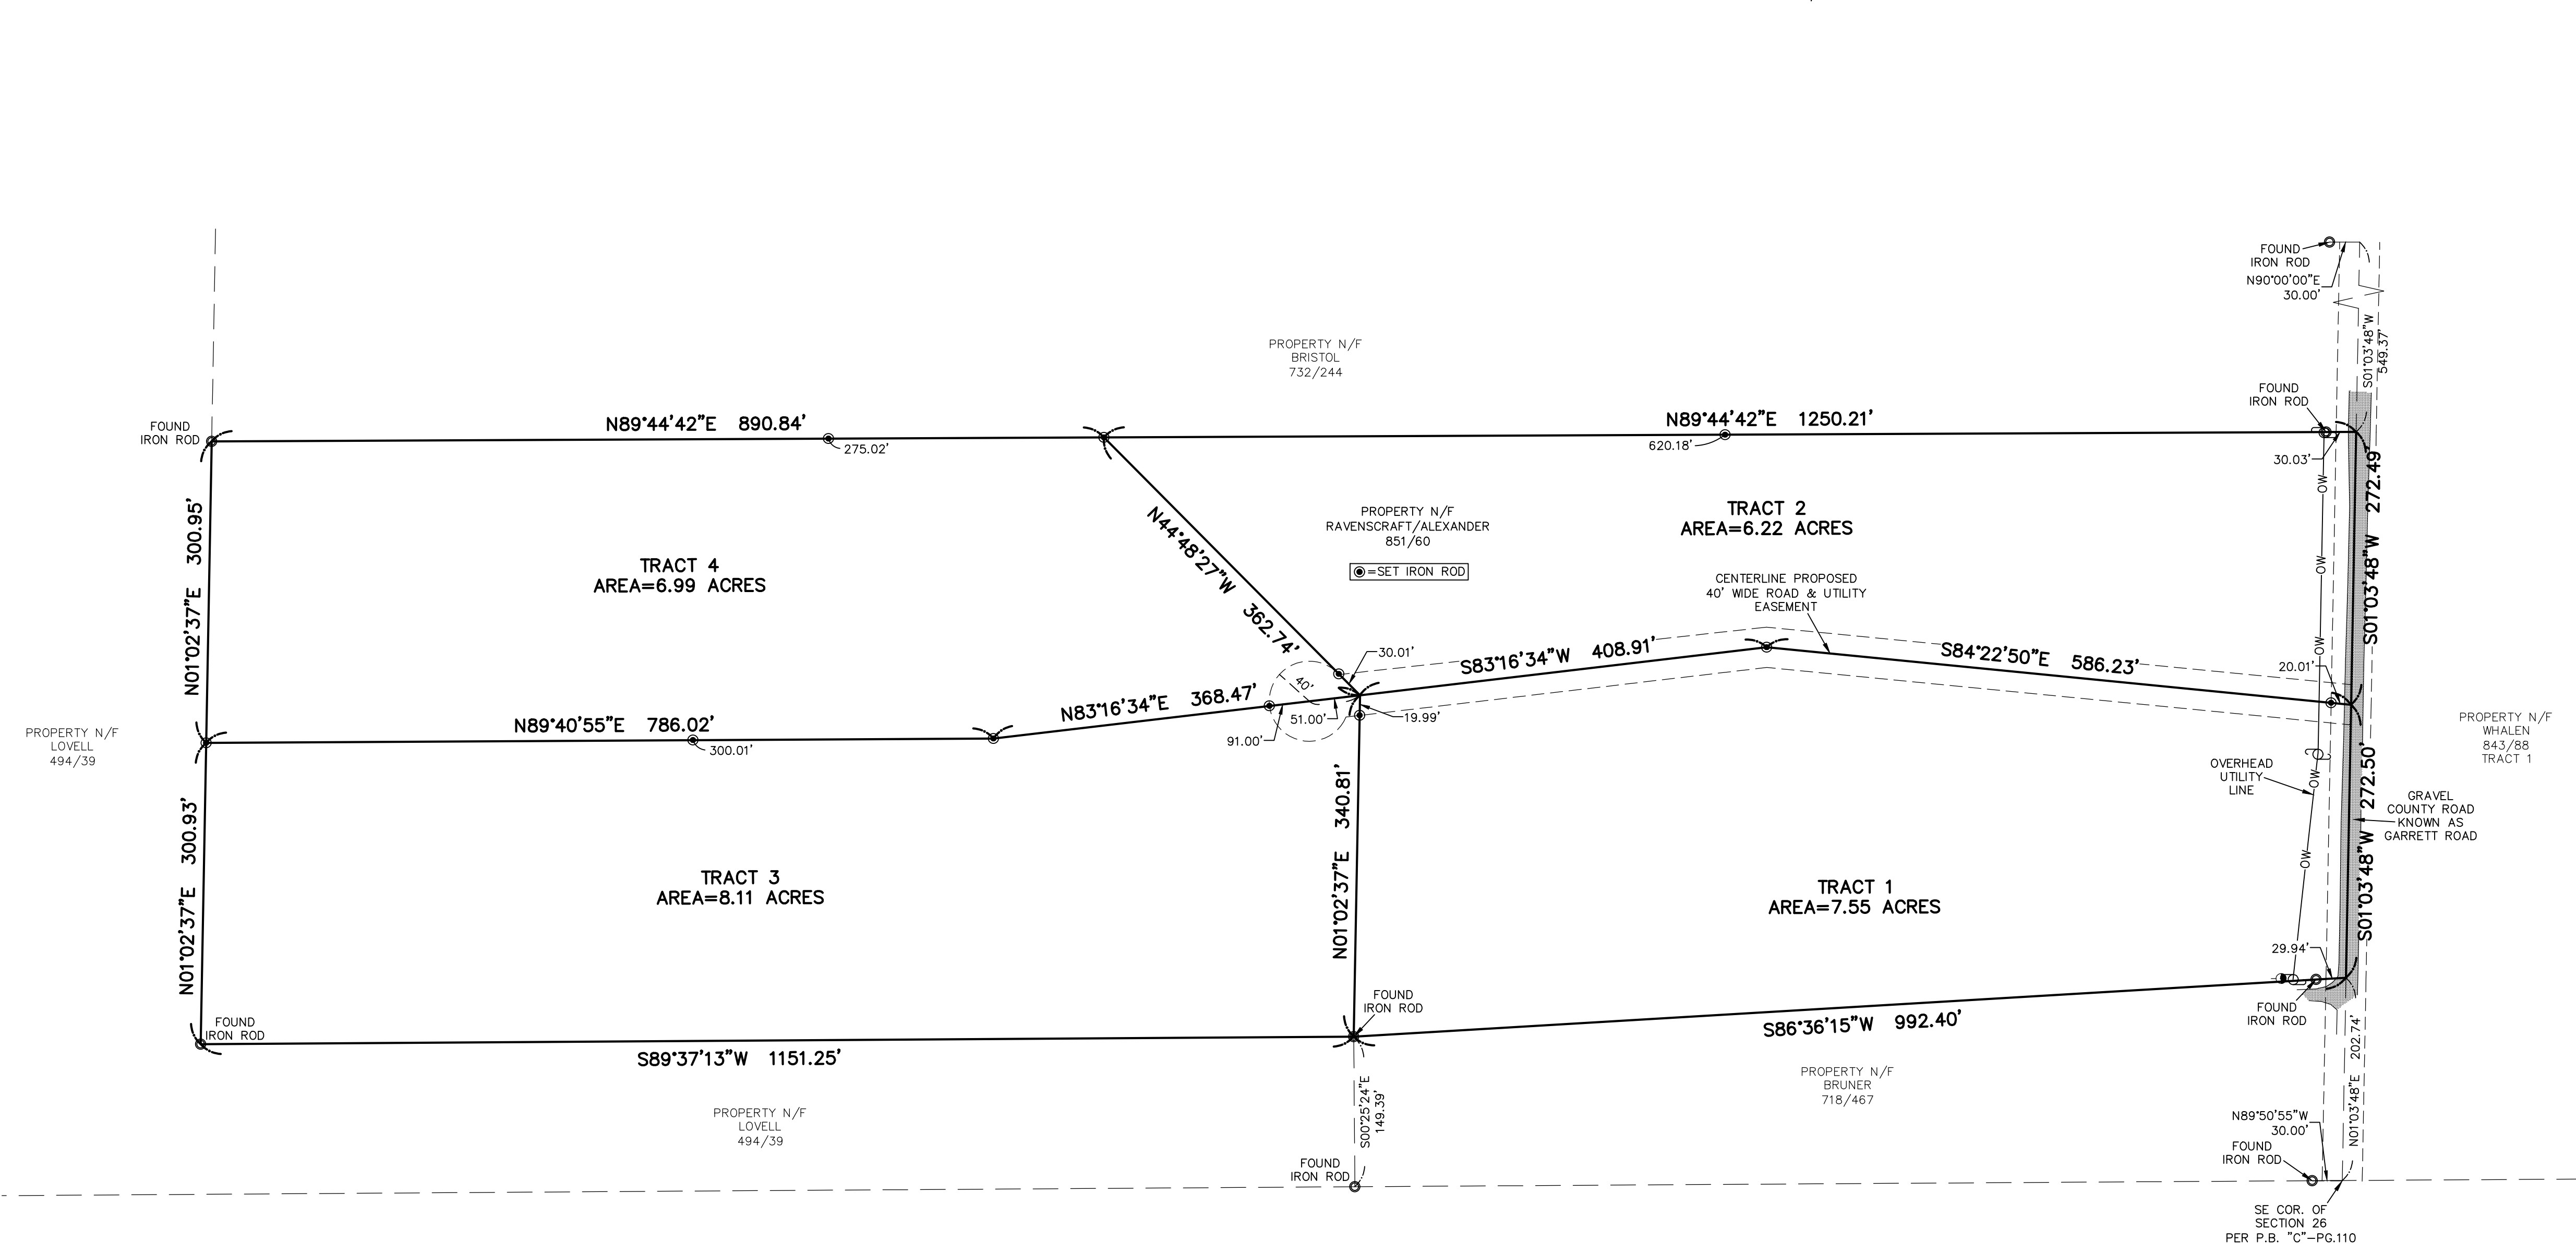 FOUND
IRON ROD
N90°00'00"E
30.00'
S01°03'48"W
549.37'
PROPERTY N/F
BRISTOL
732/244
FOUND
IRON ROD
FOUND
IRON ROD
N89°44'42"E 890.84'
275.02'
N89°44'42"E 1250.21'
620.18'
30.03'
S01°03'48"W 272.49'
N01°02'37"E 300.95'
TRACT 4
AREA=6.99 ACRES
N44°48'27"W 362.74'
PROPERTY N/F
RAVENSCRAFT/ALEXANDER
851/60
=SET IRON ROD
TRACT 2
AREA=6.22 ACRES
CENTERLINE PROPOSED
40' WIDE ROAD & UTILITY
EASEMENT
OW
OW
OW
30.01'
S83°16'34"W 408.91'
S84°22'50"E 586.23'
20.01'
40'
N83°16'34"E 368.47'
51.00'
19.99'
91.00'
N89°40'55"E 786.02'
300.01'
PROPERTY N/F
LOVELL
494/39
PROPERTY N/F
WHALEN
843/88
TRACT 1
OVERHEAD
UTILITY
LINE
OW
OW
GRAVEL
COUNTY ROAD
KNOWN AS
GARRETT ROAD
S01°03'48"W 272.50'
N01°02'37"E 300.93'
N01°02'37"E 340.81'
TRACT 3
AREA=8.11 ACRES
TRACT 1
AREA=7.55 ACRES
29.94'
FOUND
IRON ROD
FOUND
IRON ROD
FOUND
IRON ROD
S89°37'13"W 1151.25'
S86°36'15"W 992.40'
PROPERTY N/F
BRUNER
718/467
S00°25'24"E
149.39'
N01°03'48"E 202.74'
PROPERTY N/F
LOVELL
494/39
N89°50'55"W
30.00'
FOUND
IRON ROD
FOUND
IRON ROD
SE COR. OF
SECTION 26
PER P.B. "C"-PG.110